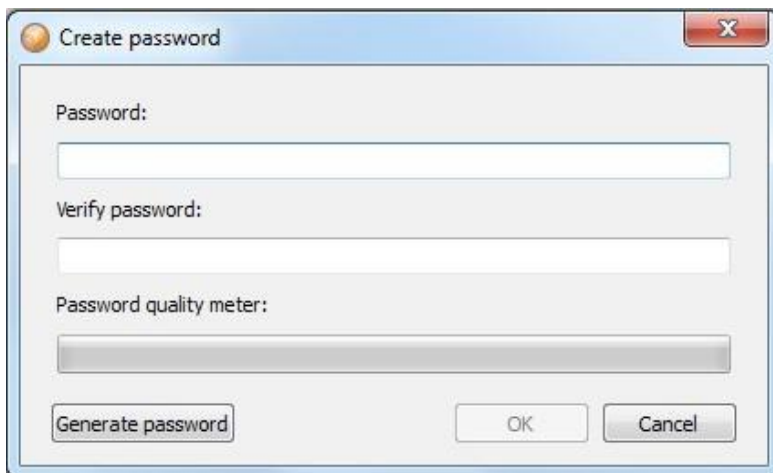 Create password
Password:
Verify password:
Password quality meter:
Generate password OK Cancel